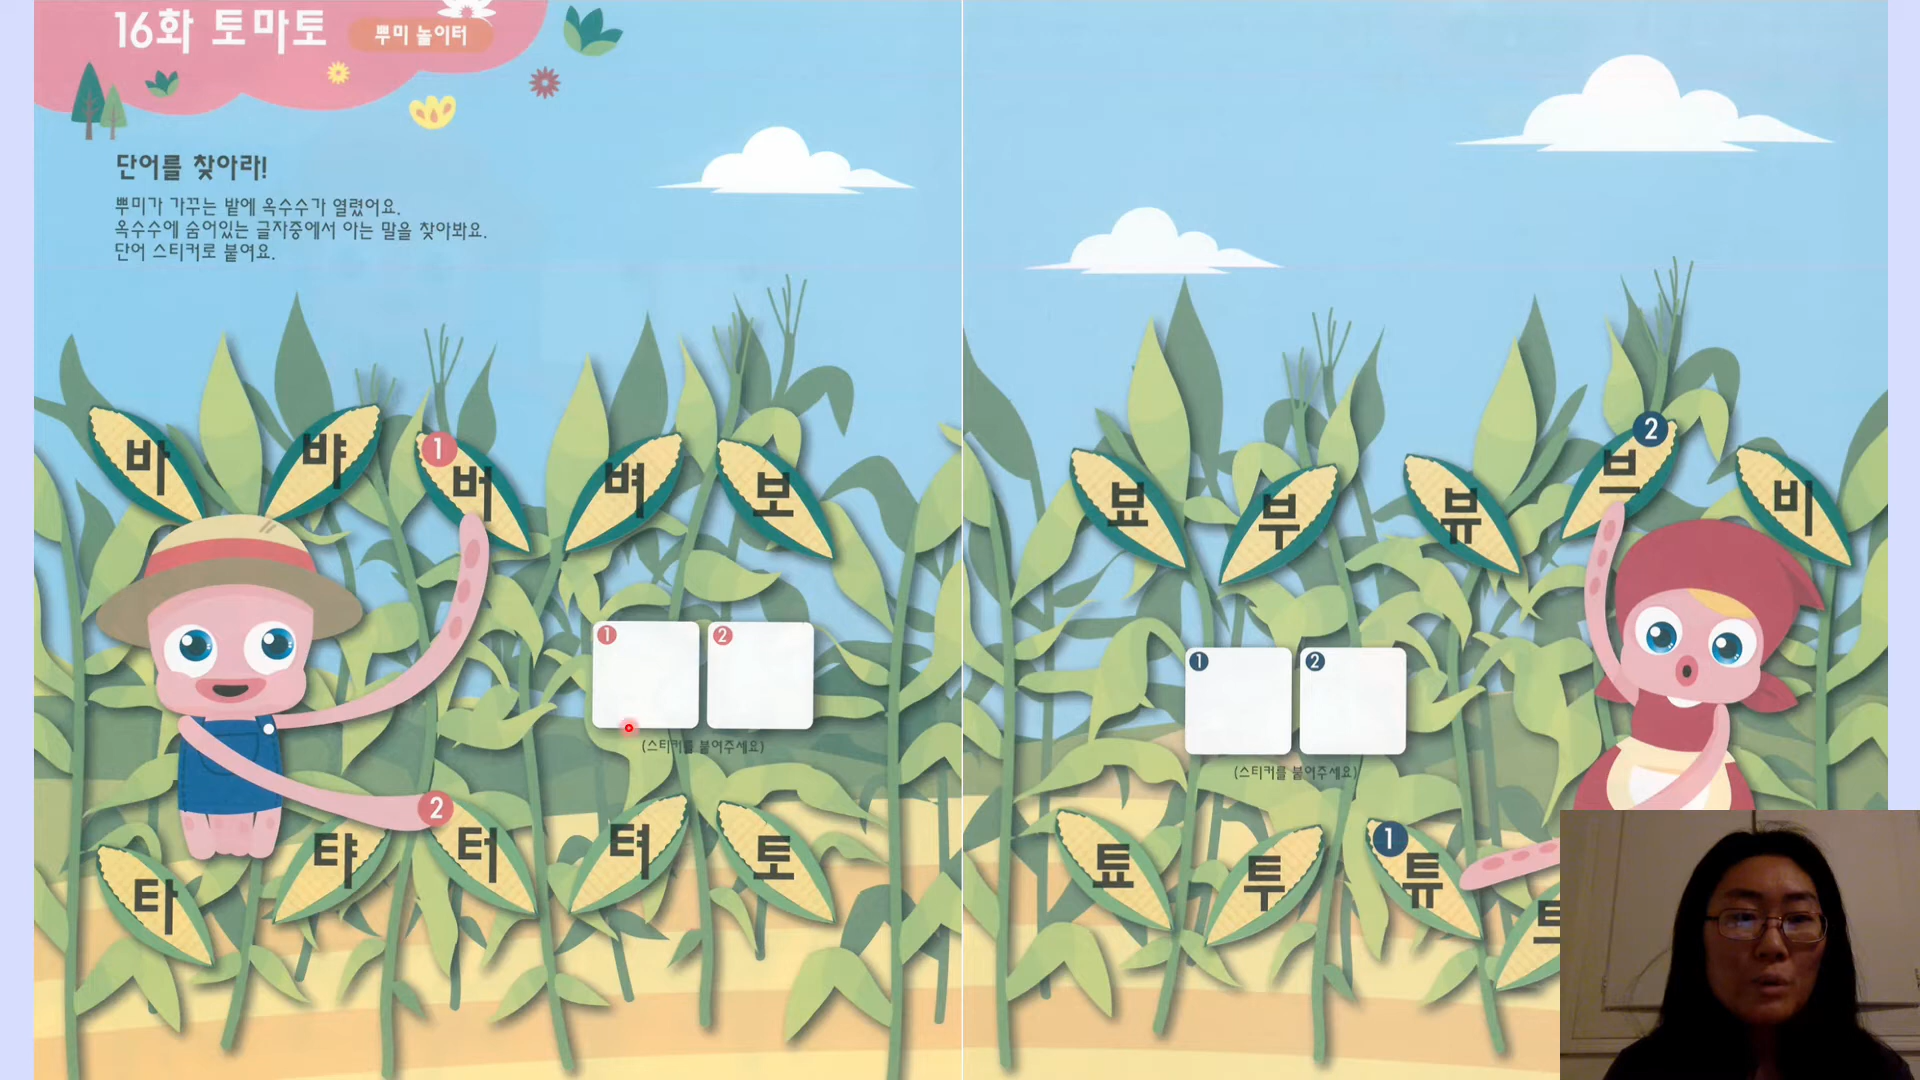 16화 토마토
뿌미 놀이터
단어를 찾아라!
뿌미가 가꾸는 밭에 옥수수가 열렸어요.
옥수수에 숨어있는 글자중에서 아는 말을 찾아봐요.
단어 스티커로 붙여요.
바 뱌 1 버 벼 보
뵤 부 뷰 2 브 비
1 2
(스티커를 붙여주세요)
1 2
(스티커를 붙여주세요)
타 탸 2 터 텨 토
툐 투 1 튜 트